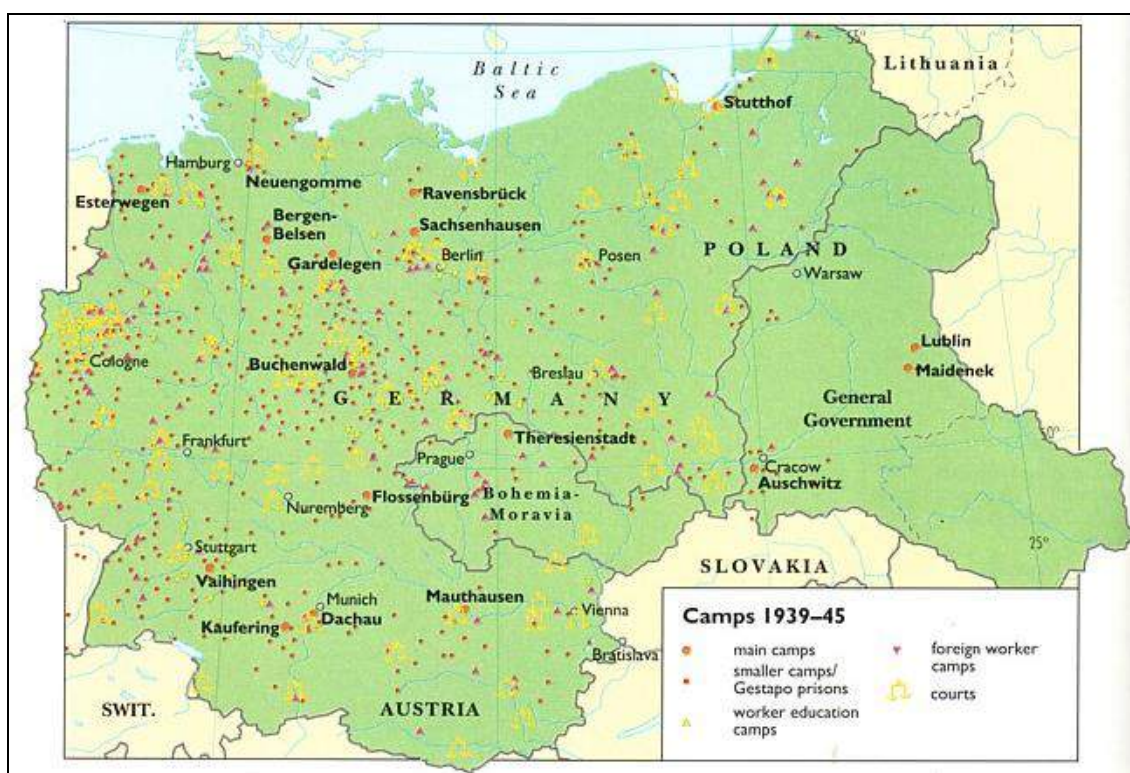 55°
Baltic
Sea
Lithuania
Stutthof
Hamburg
Neuengomme
Esterwegen
Ravensbrück
Bergen-
Belsen
Sachsenhausen
Gardelegen
Berlin
Posen
POLAND
Warsaw
Lublin
Maidenek
Cologne
Buchenwald
Breslau
GERMANY
General
Government
Frankfurt
Theresienstadt
Prague
50°
Cracow
Auschwitz
Flossenbürg
Bohemia-
Moravia
Nuremberg
25°
Stuttgart
SLOVAKIA
Vaihingen
Munich
Mauthausen
Vienna
Kaufering
Dachau
Bratislava
SWIT.
AUSTRIA
Camps 1939–45
main camps
smaller camps/
Gestapo prisons
worker education
camps
foreign worker
camps
courts